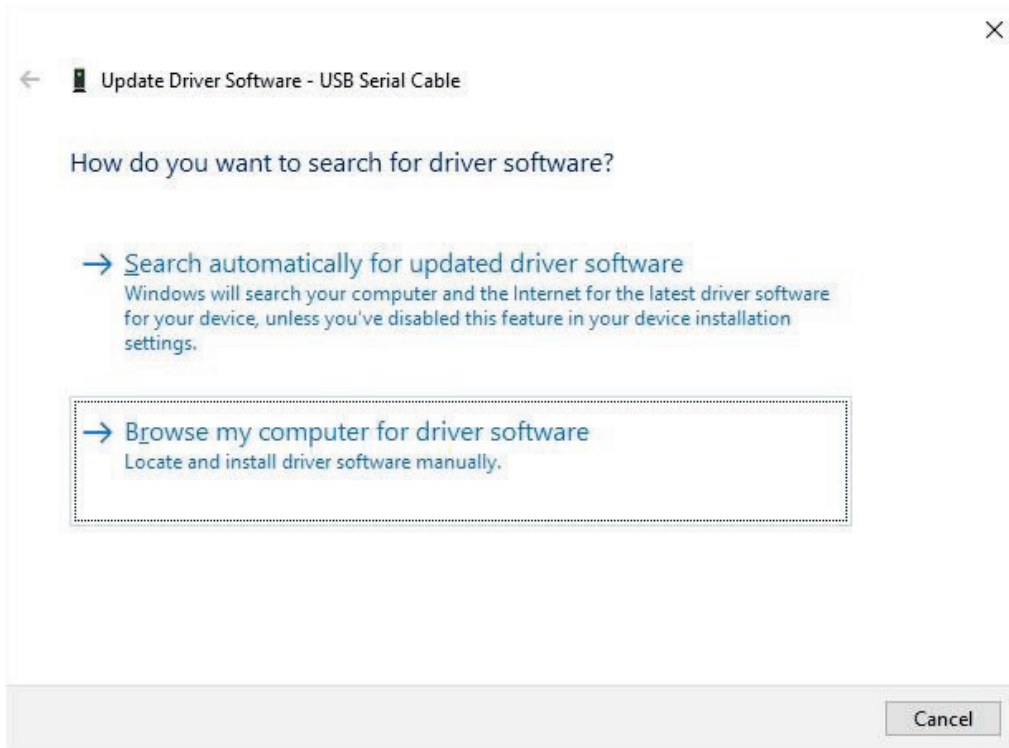 Update Driver Software - USB Serial Cable
How do you want to search for driver software?
Search automatically for updated driver software
Windows will search your computer and the Internet for the latest driver software
for your device, unless you've disabled this feature in your device installation
settings.
Browse my computer for driver software
Locate and install driver software manually.
Cancel